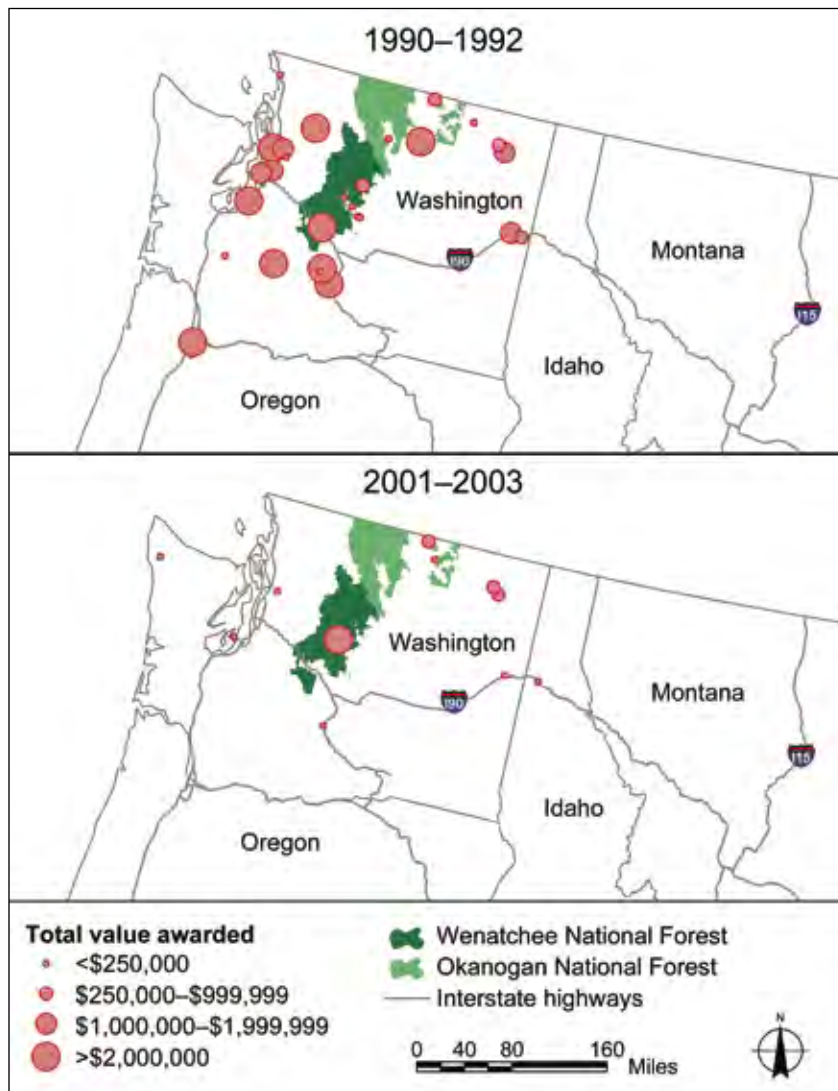 1990–1992
Washington
Montana
I90
I15
Idaho
Oregon
2001–2003
Washington
Montana
I90
I15
Idaho
Oregon
Total value awarded
<$250,000
$250,000–$999,999
$1,000,000–$1,999,999
>$2,000,000
Wenatchee National Forest
Okanogan National Forest
Interstate highways
N
0 40 80 160 Miles